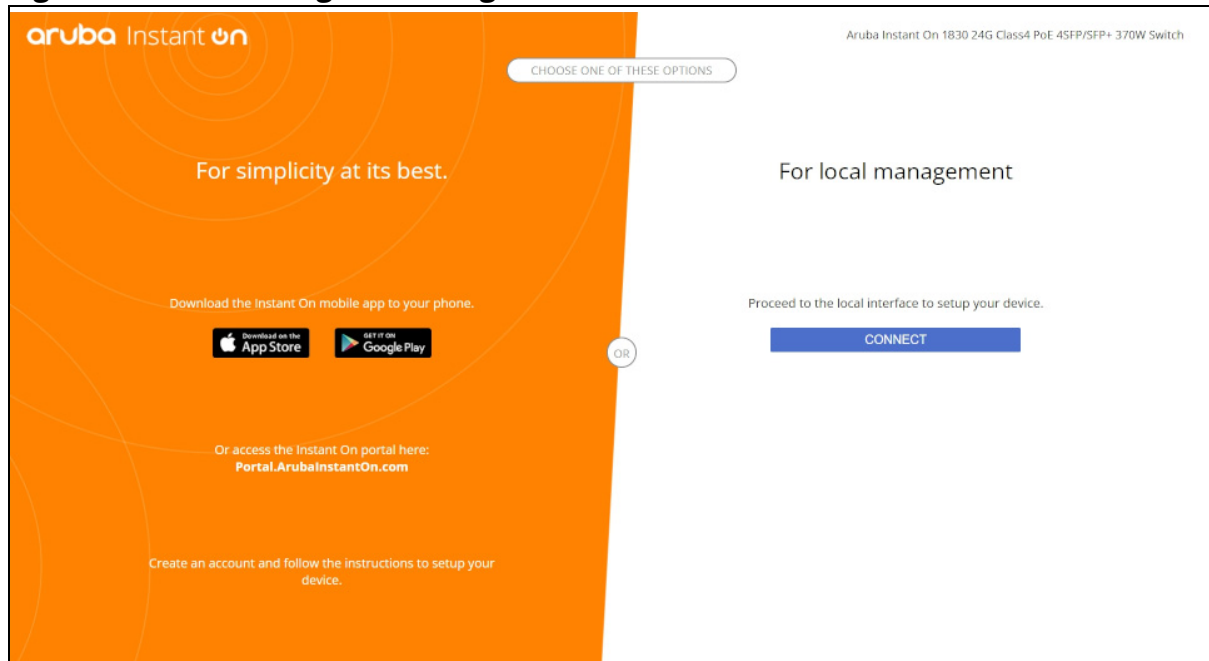 aruba Instant on
Aruba Instant On 1830 24G Class4 PoE 4SFP/SFP+ 370W Switch
CHOOSE ONE OF THESE OPTIONS
For simplicity at its best.
Download the Instant On mobile app to your phone.
Download on the
App Store
GET IT ON
Google Play
Or access the Instant On portal here:
Portal.ArubaInstantOn.com
Create an account and follow the instructions to setup your
device.
OR
For local management
Proceed to the local interface to setup your device.
CONNECT